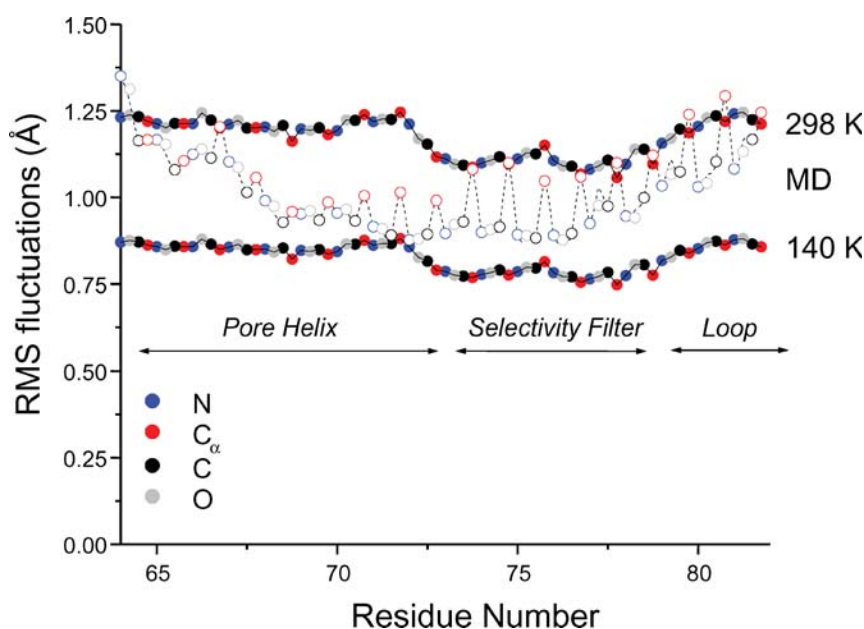 RMS fluctuations (Å)
1.50
1.25
1.00
0.75
0.50
0.25
0.00
298 K
MD
140 K
Pore Helix
Selectivity Filter
Loop
N
Cα
C
O
65
70
75
80
Residue Number